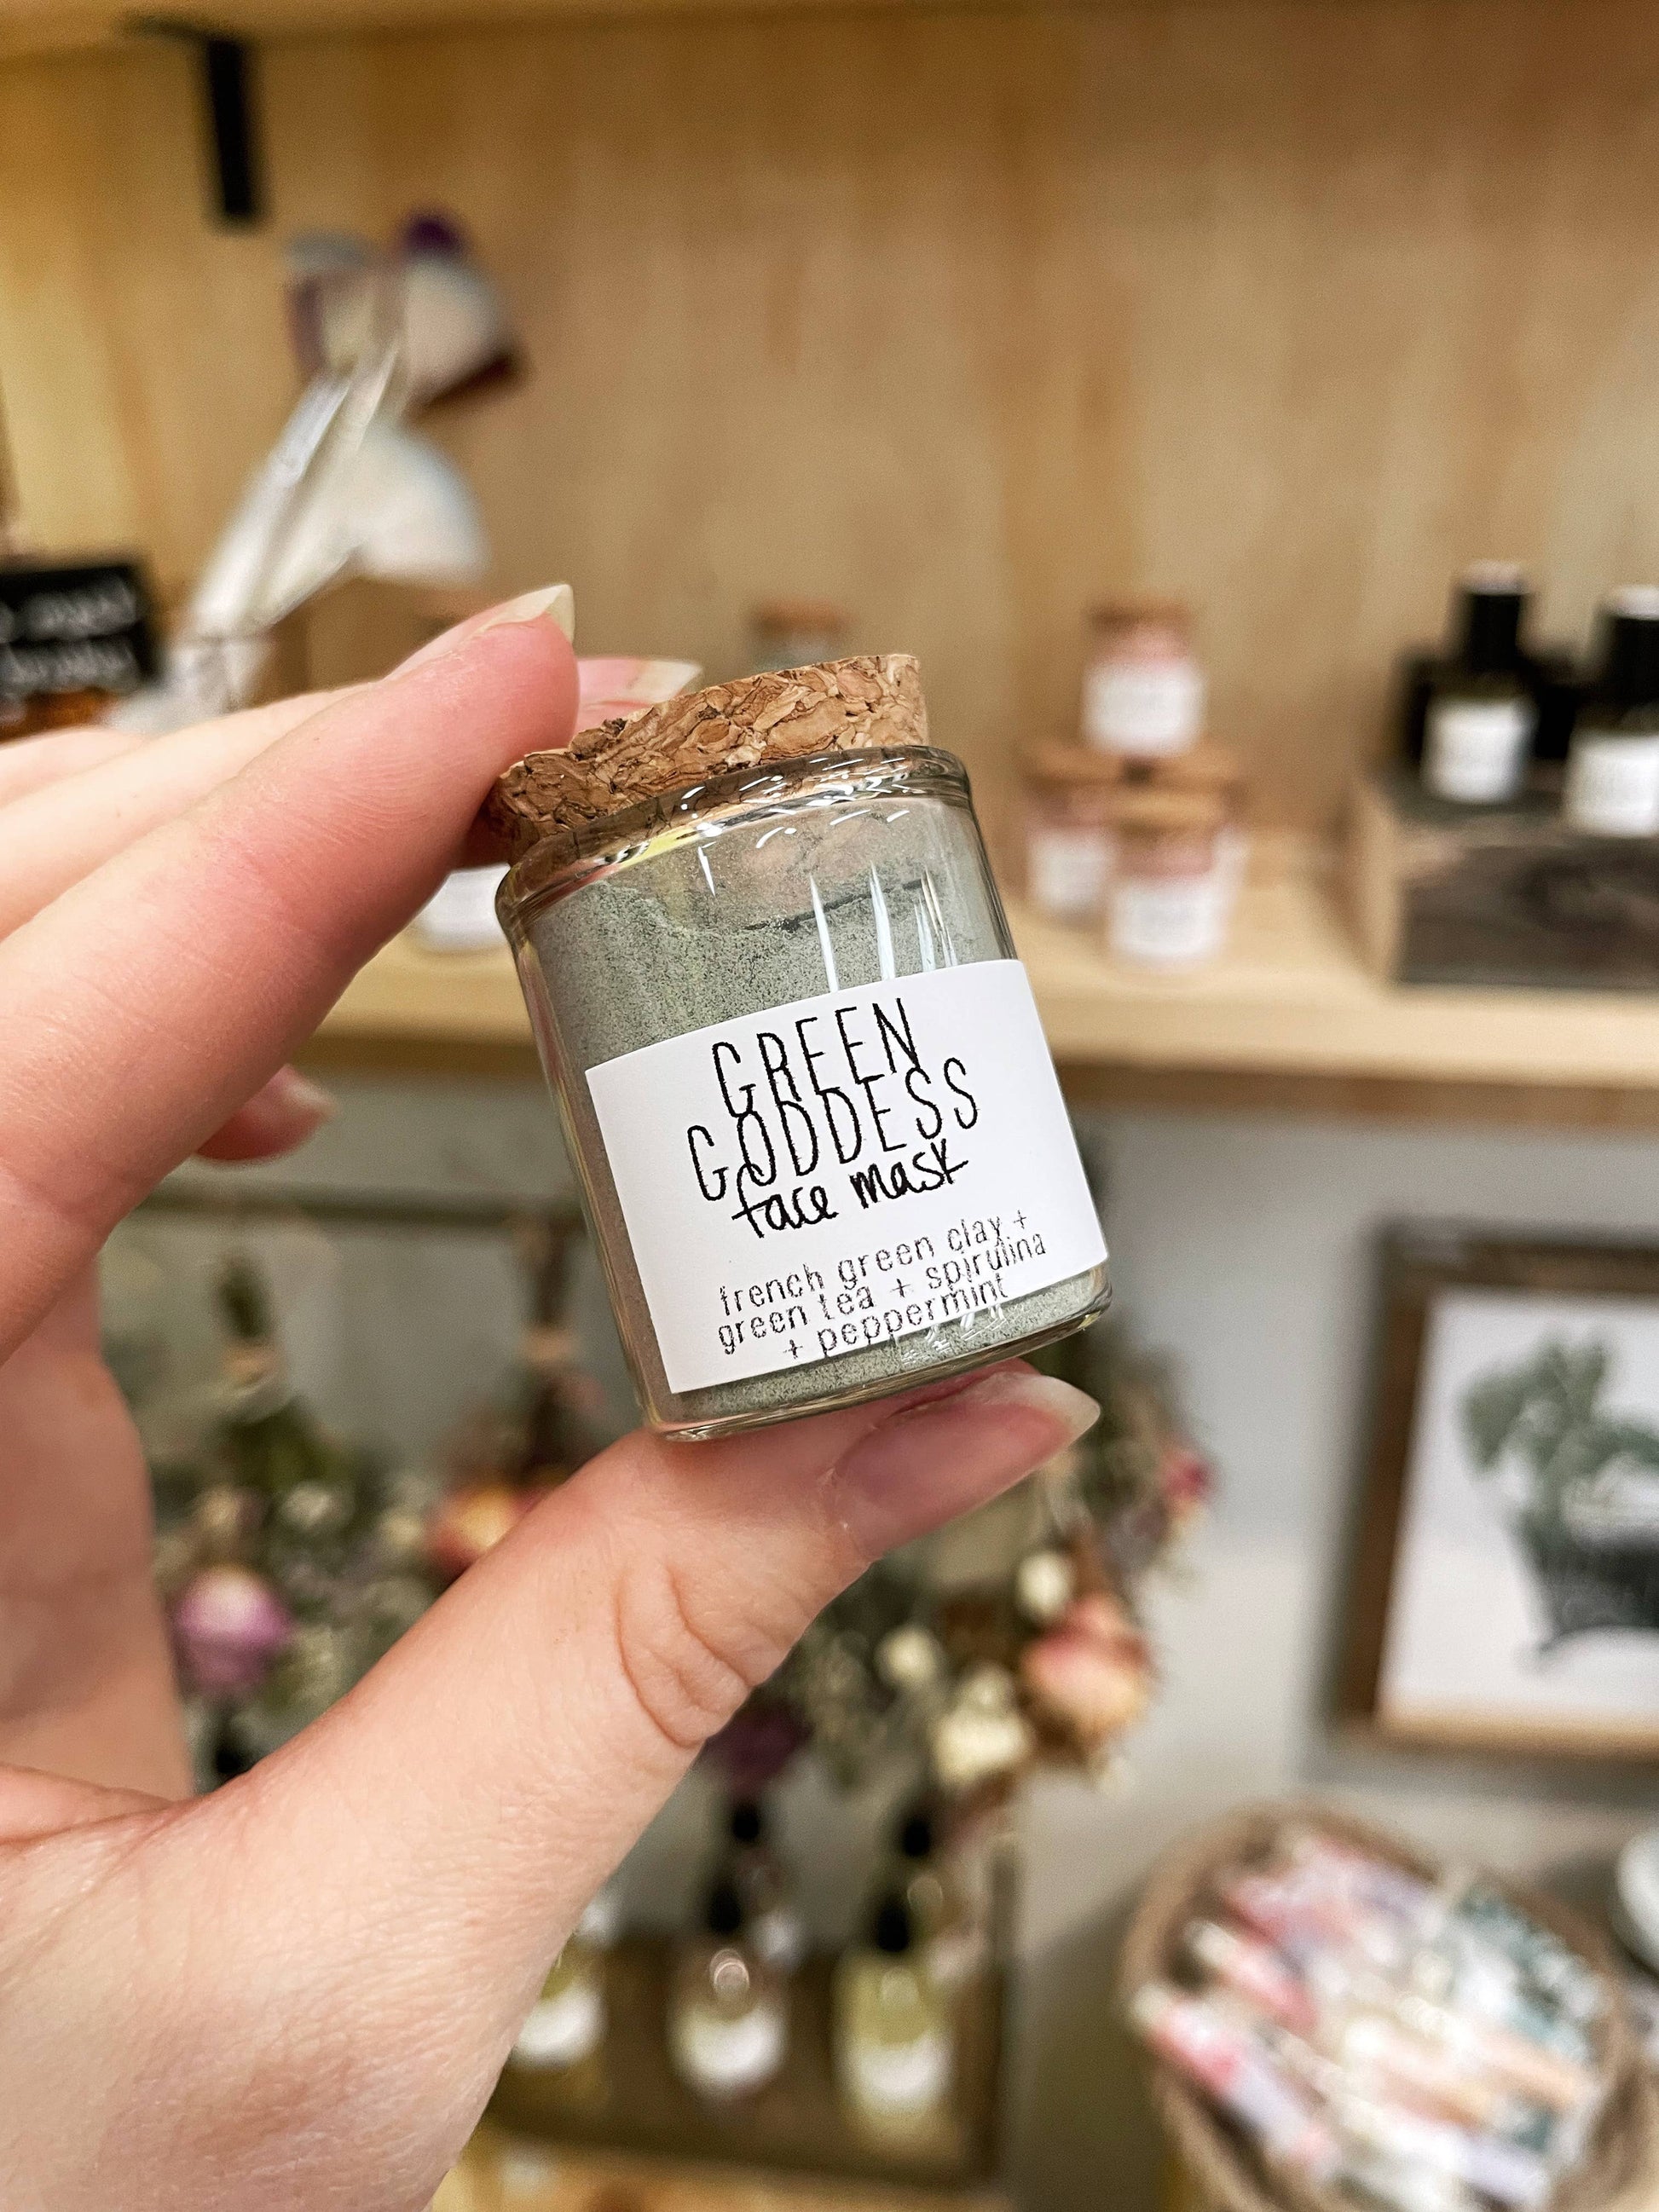 GREEN
GODDESS
face mask
french green clay +
green tea + spirulina
+ peppermint